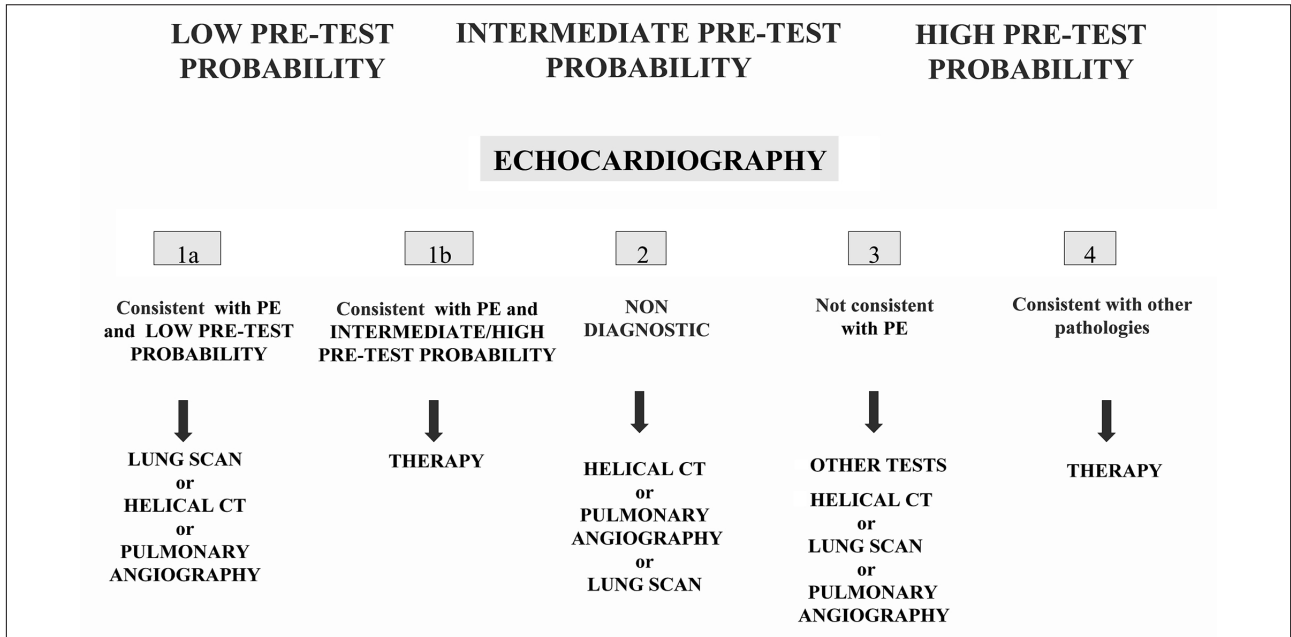 LOW PRE-TEST
PROBABILITY
INTERMEDIATE PRE-TEST
PROBABILITY
HIGH PRE-TEST
PROBABILITY
ECHOCARDIOGRAPHY
1a
Consistent with PE
and LOW PRE-TEST
PROBABILITY
LUNG SCAN
or
HELICAL CT
or
PULMONARY
ANGIOGRAPHY
1b
Consistent with PE and
INTERMEDIATE/HIGH
PRE-TEST PROBABILITY
THERAPY
2
NON
DIAGNOSTIC
HELICAL CT
or
PULMONARY
ANGIOGRAPHY
or
LUNG SCAN
3
Not consistent
with PE
OTHER TESTS
HELICAL CT
or
LUNG SCAN
or
PULMONARY
ANGIOGRAPHY
4
Consistent with other
pathologies
THERAPY